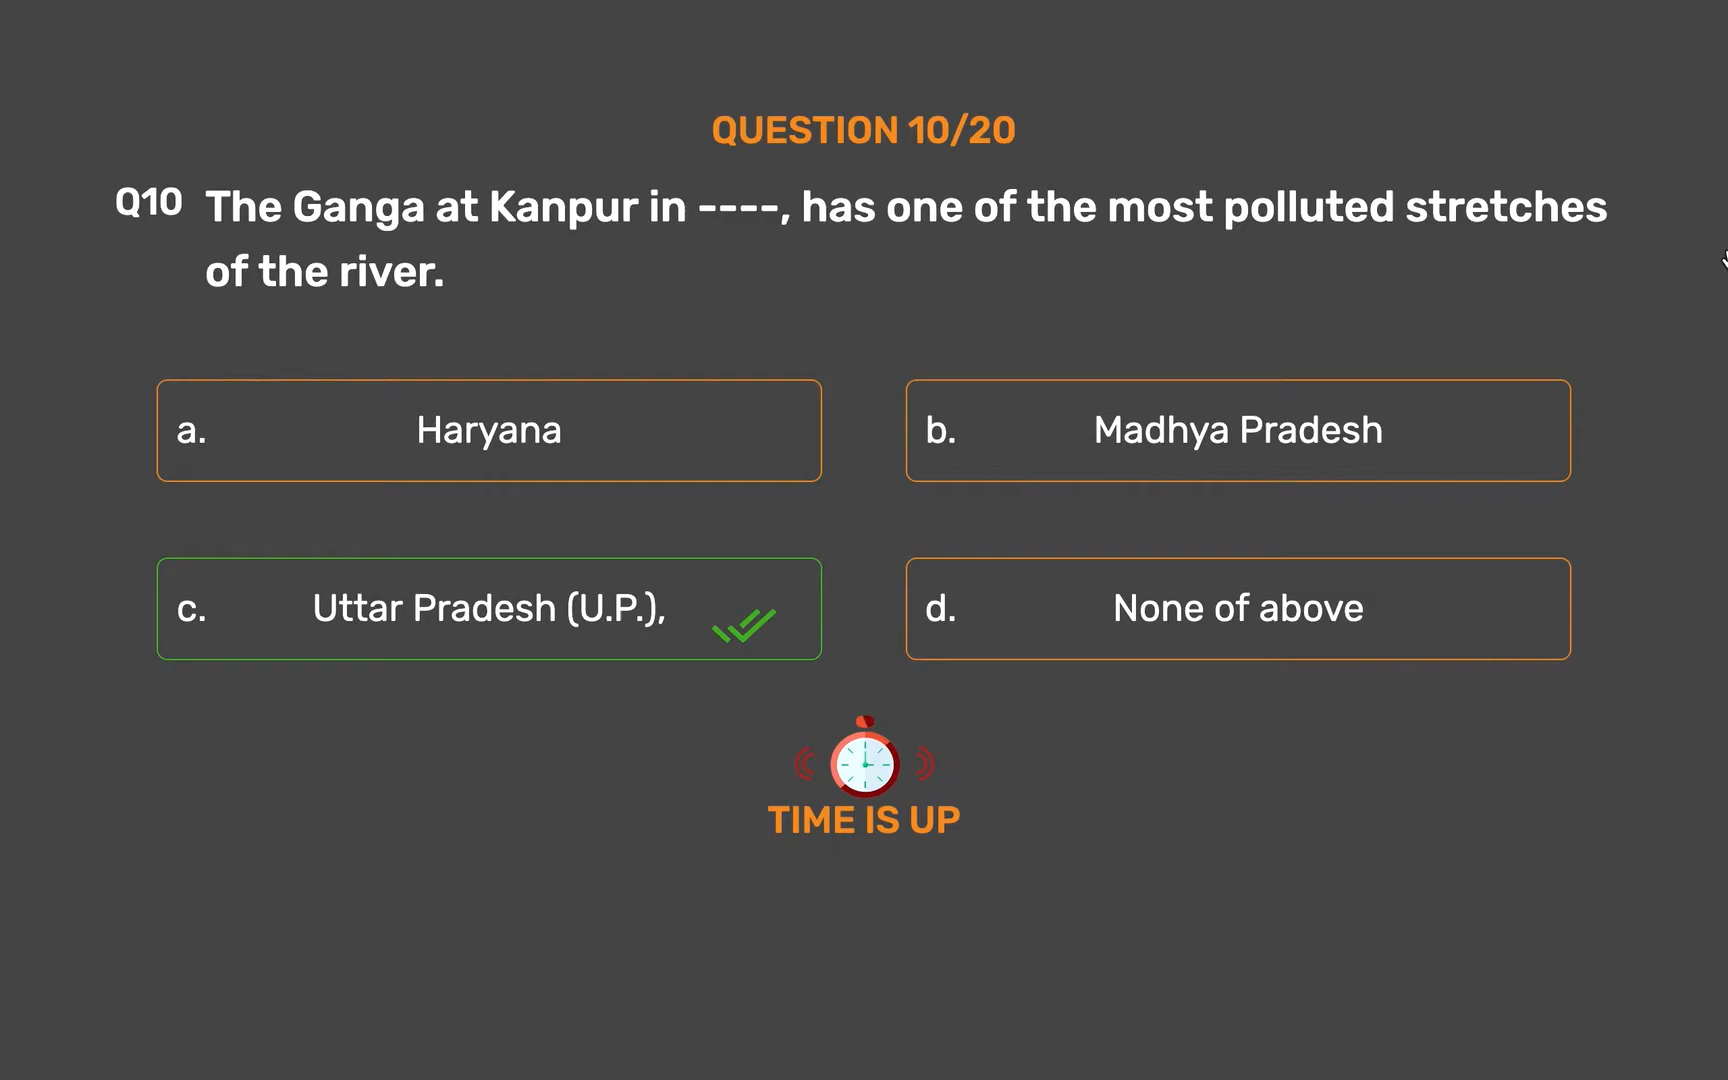 QUESTION 10/20
Q10 The Ganga at Kanpur in ----, has one of the most polluted stretches
of the river.
a. Haryana
b. Madhya Pradesh
c. Uttar Pradesh (U.P.),
d. None of above
TIME IS UP